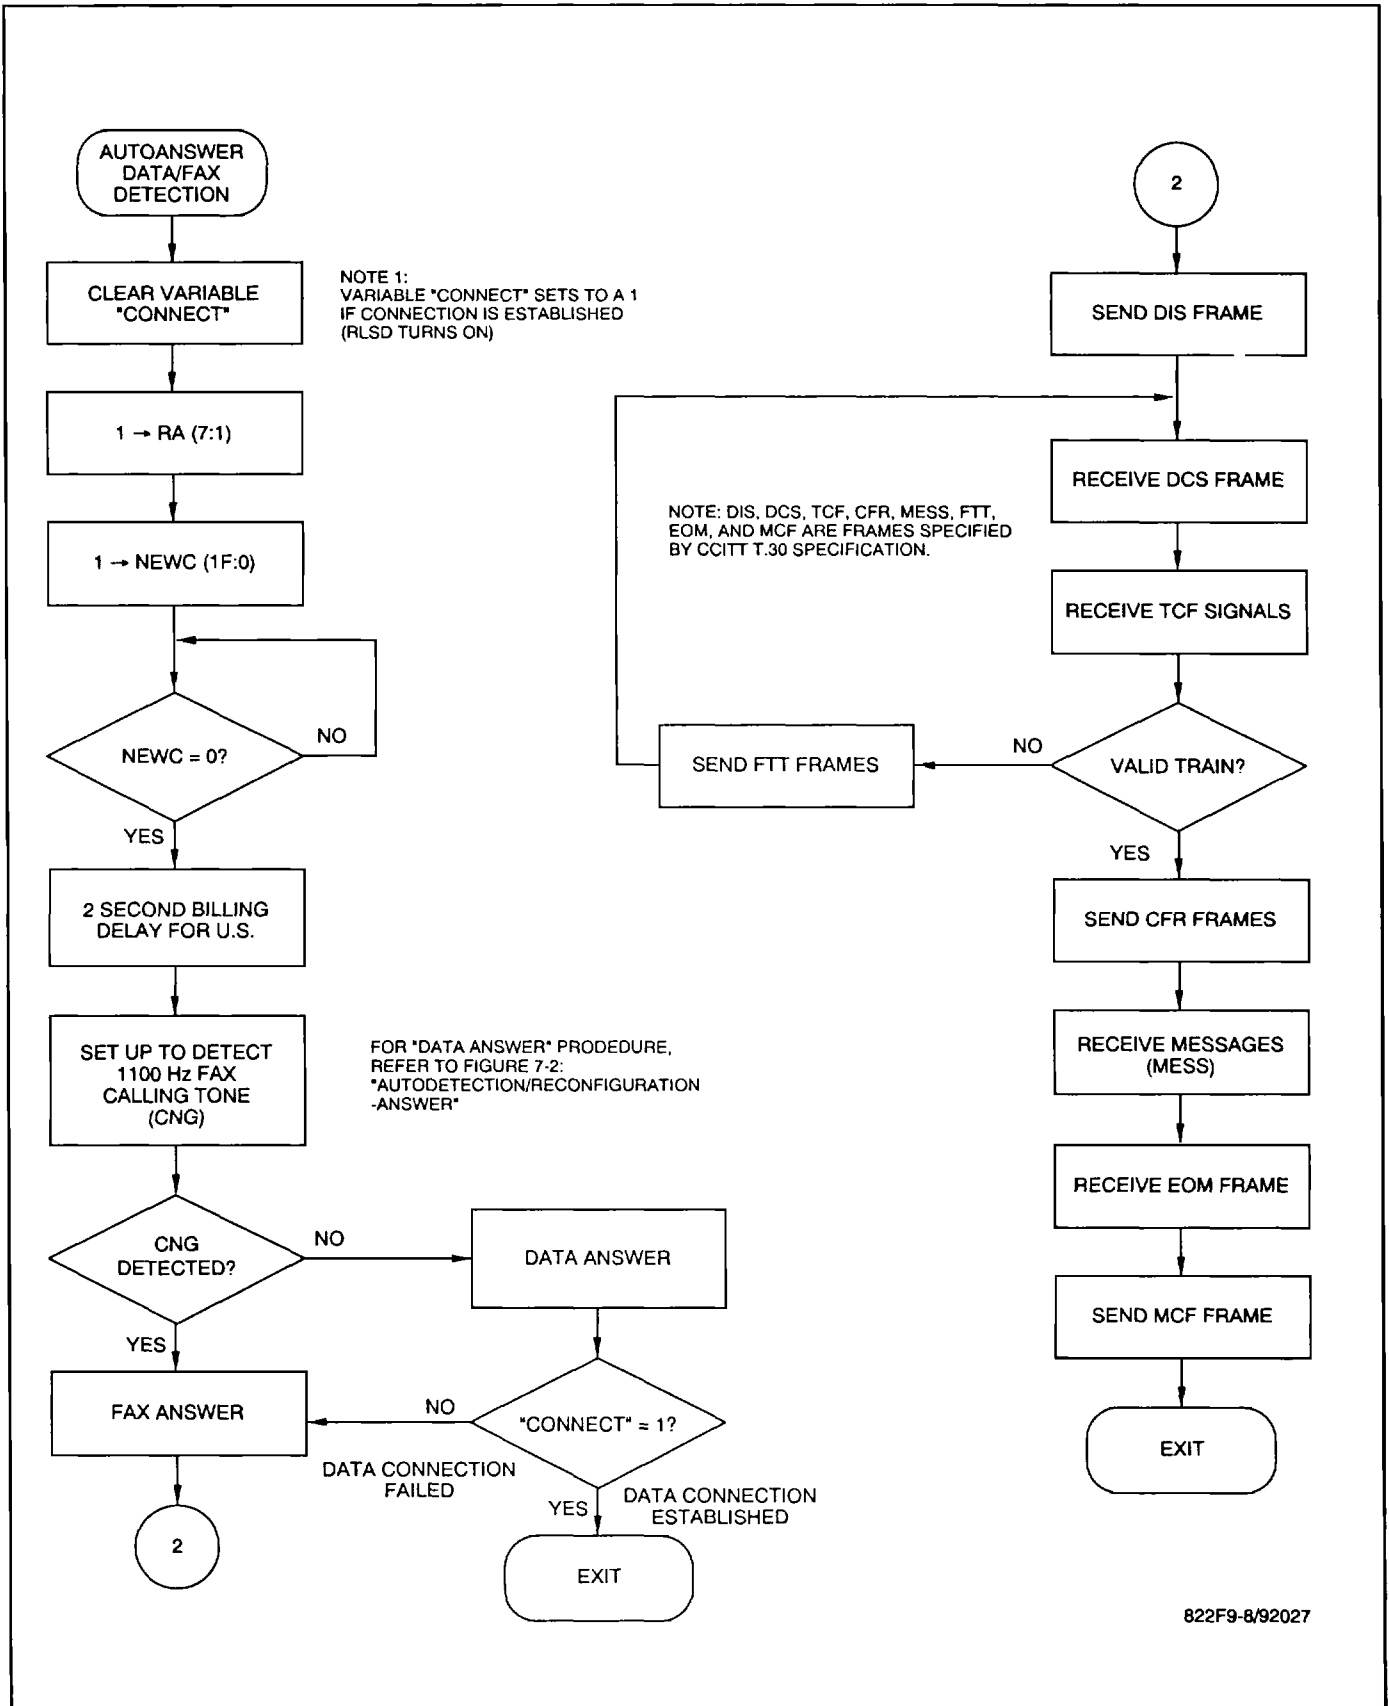 AUTOANSWER
DATA/FAX
DETECTION
CLEAR VARIABLE
"CONNECT"
NOTE 1:
VARIABLE "CONNECT" SETS TO A 1
IF CONNECTION IS ESTABLISHED
(RLSD TURNS ON)
1 → RA (7:1)
1 → NEWC (1F:0)
NEWC = 0?
NO
YES
2 SECOND BILLING
DELAY FOR U.S.
SET UP TO DETECT
1100 Hz FAX
CALLING TONE
(CNG)
FOR "DATA ANSWER" PRODEDURE,
REFER TO FIGURE 7-2:
"AUTODETECTION/RECONFIGURATION
-ANSWER"
CNG
DETECTED?
NO
YES
DATA ANSWER
FAX ANSWER
NO
"CONNECT" = 1?
DATA CONNECTION
FAILED
YES
DATA CONNECTION
ESTABLISHED
2
EXIT
2
SEND DIS FRAME
RECEIVE DCS FRAME
NOTE: DIS, DCS, TCF, CFR, MESS, FTT,
EOM, AND MCF ARE FRAMES SPECIFIED
BY CCITT T.30 SPECIFICATION.
RECEIVE TCF SIGNALS
VALID TRAIN?
NO
SEND FTT FRAMES
YES
SEND CFR FRAMES
RECEIVE MESSAGES
(MESS)
RECEIVE EOM FRAME
SEND MCF FRAME
EXIT
822F9-8/92027